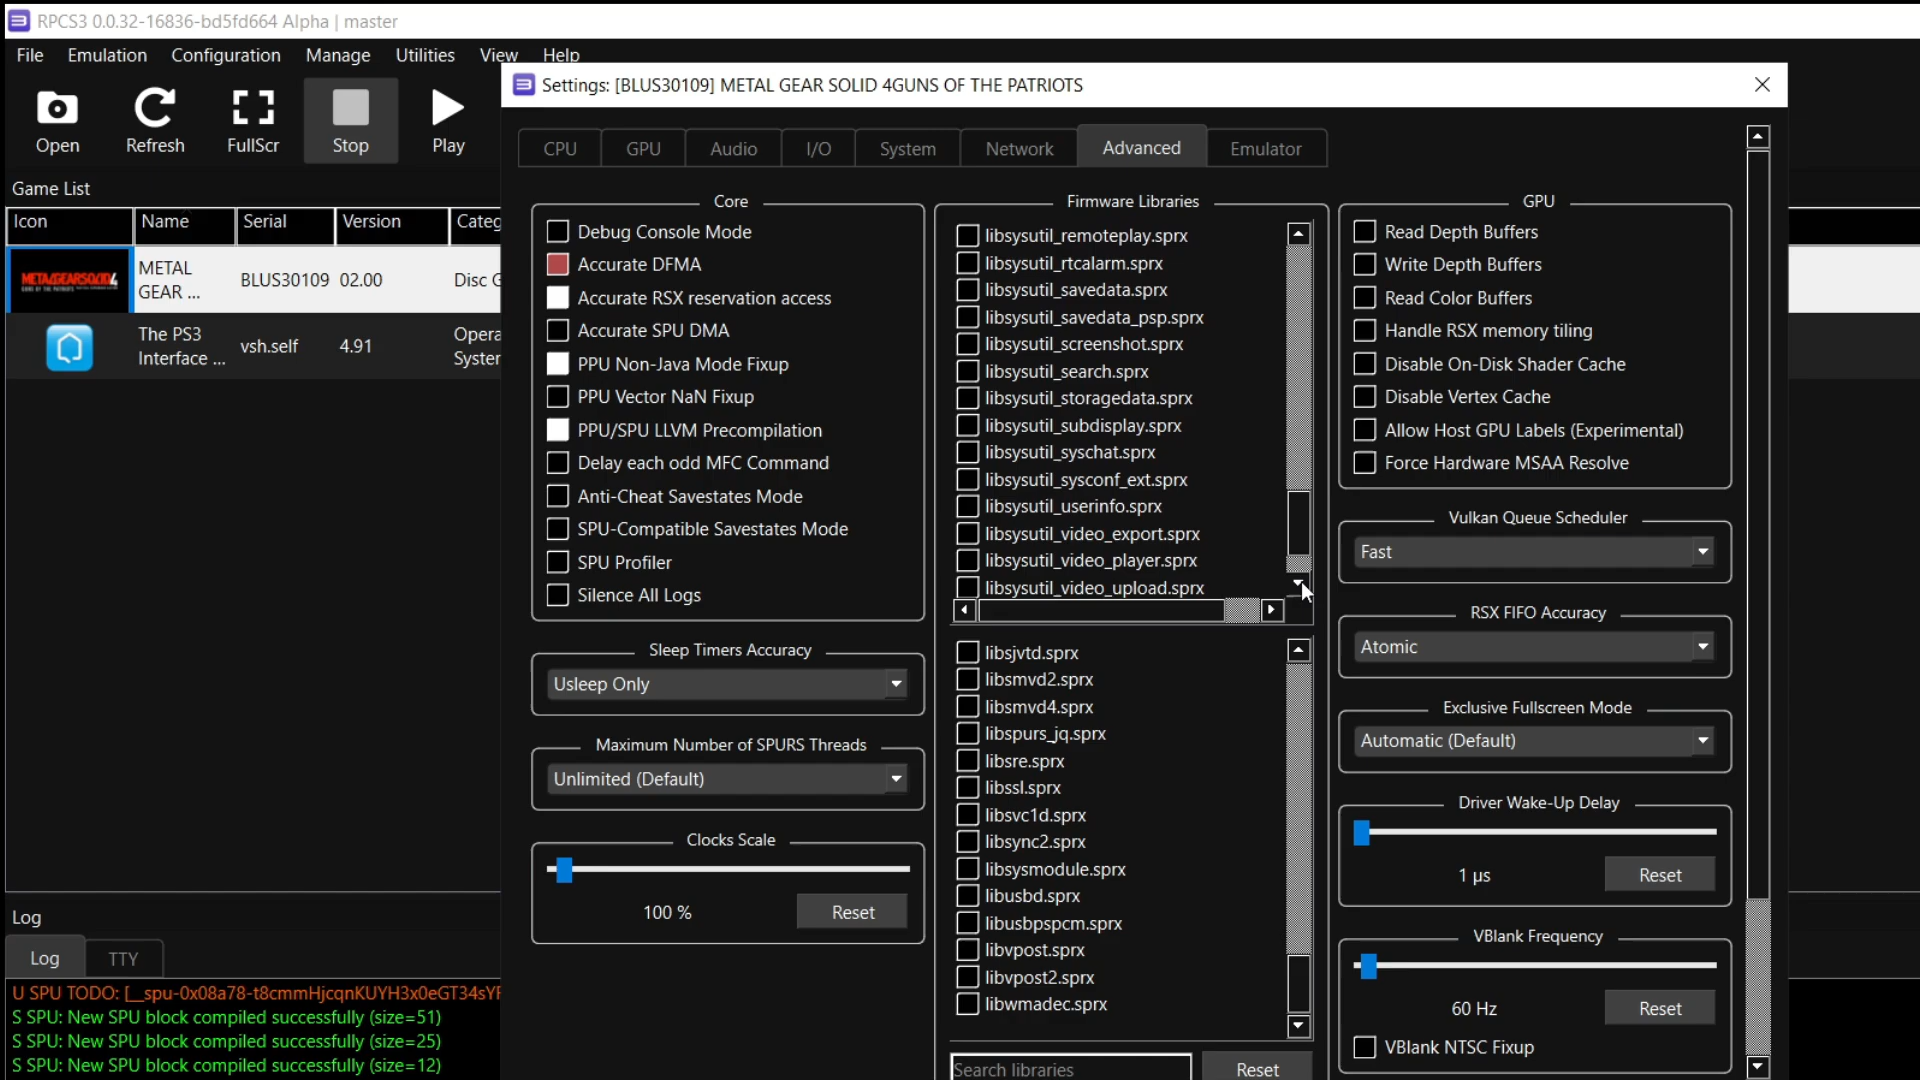 RPCS3 0.0.32-16836-bd5fd664 Alpha | master
File Emulation Configuration Manage Utilities View Help
Open Refresh FullScr Stop Play
Game List
Icon Name Serial Version Categ
METAL GEAR SOLID 4
METAL
GEAR ...
BLUS30109 02.00 Disc G
The PS3
Interface ...
vsh.self 4.91
Opera
System
Log
Log TTY
U SPU TODO: [__spu-0x08a78-t8cmmHjcqnKUYH3x0eGT34sYF
S SPU: New SPU block compiled successfully (size=51)
S SPU: New SPU block compiled successfully (size=25)
S SPU: New SPU block compiled successfully (size=12)
Settings: [BLUS30109] METAL GEAR SOLID 4GUNS OF THE PATRIOTS
CPU GPU Audio I/O System Network Advanced Emulator
Core
Debug Console Mode
Accurate DFMA
Accurate RSX reservation access
Accurate SPU DMA
PPU Non-Java Mode Fixup
PPU Vector NaN Fixup
PPU/SPU LLVM Precompilation
Delay each odd MFC Command
Anti-Cheat Savestates Mode
SPU-Compatible Savestates Mode
SPU Profiler
Silence All Logs
Sleep Timers Accuracy
Usleep Only
Maximum Number of SPURS Threads
Unlimited (Default)
Clocks Scale
100 % Reset
Firmware Libraries
libsysutil_remoteplay.sprx
libsysutil_rtcalarm.sprx
libsysutil_savedata.sprx
libsysutil_savedata_psp.sprx
libsysutil_screenshot.sprx
libsysutil_search.sprx
libsysutil_storagedata.sprx
libsysutil_subdisplay.sprx
libsysutil_syschat.sprx
libsysutil_sysconf_ext.sprx
libsysutil_userinfo.sprx
libsysutil_video_export.sprx
libsysutil_video_player.sprx
libsysutil_video_upload.sprx
libsjvtd.sprx
libsmvd2.sprx
libsmvd4.sprx
libspurs_jq.sprx
libsre.sprx
libssl.sprx
libsvc1d.sprx
libsync2.sprx
libsysmodule.sprx
libusbd.sprx
libusbpspcm.sprx
libvpost.sprx
libvpost2.sprx
libwmadec.sprx
Search libraries Reset
GPU
Read Depth Buffers
Write Depth Buffers
Read Color Buffers
Handle RSX memory tiling
Disable On-Disk Shader Cache
Disable Vertex Cache
Allow Host GPU Labels (Experimental)
Force Hardware MSAA Resolve
Vulkan Queue Scheduler
Fast
RSX FIFO Accuracy
Atomic
Exclusive Fullscreen Mode
Automatic (Default)
Driver Wake-Up Delay
1 µs Reset
VBlank Frequency
60 Hz Reset
VBlank NTSC Fixup